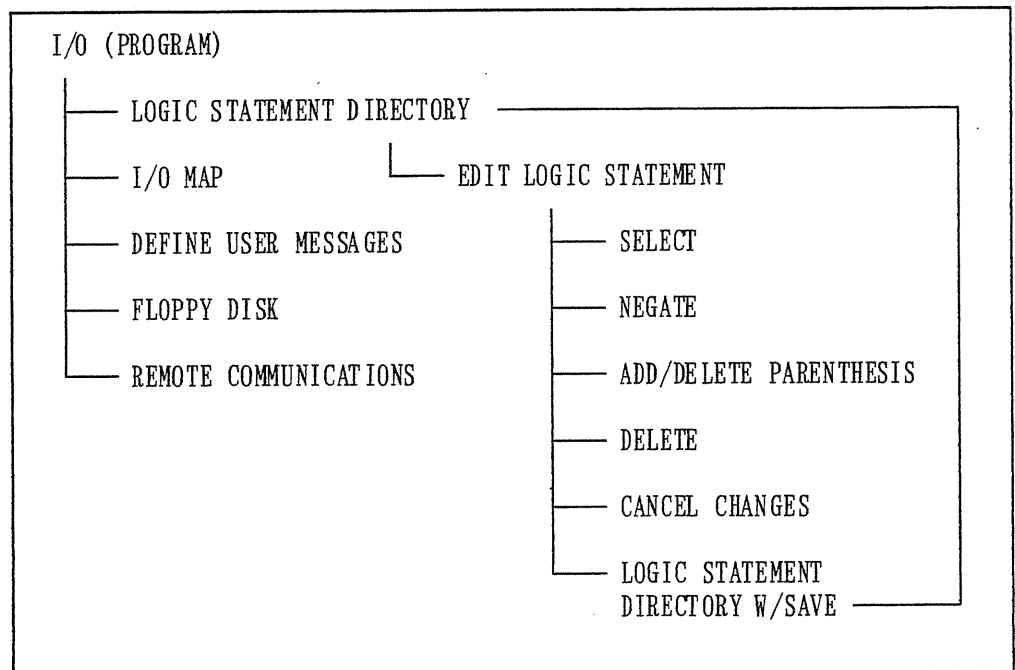 I/O (PROGRAM)
LOGIC STATEMENT DIRECTORY
I/O MAP
EDIT LOGIC STATEMENT
DEFINE USER MESSAGES
SELECT
FLOPPY DISK
NEGATE
REMOTE COMMUNICATIONS
ADD/DELETE PARENTHESIS
DELETE
CANCEL CHANGES
LOGIC STATEMENT
DIRECTORY W/SAVE